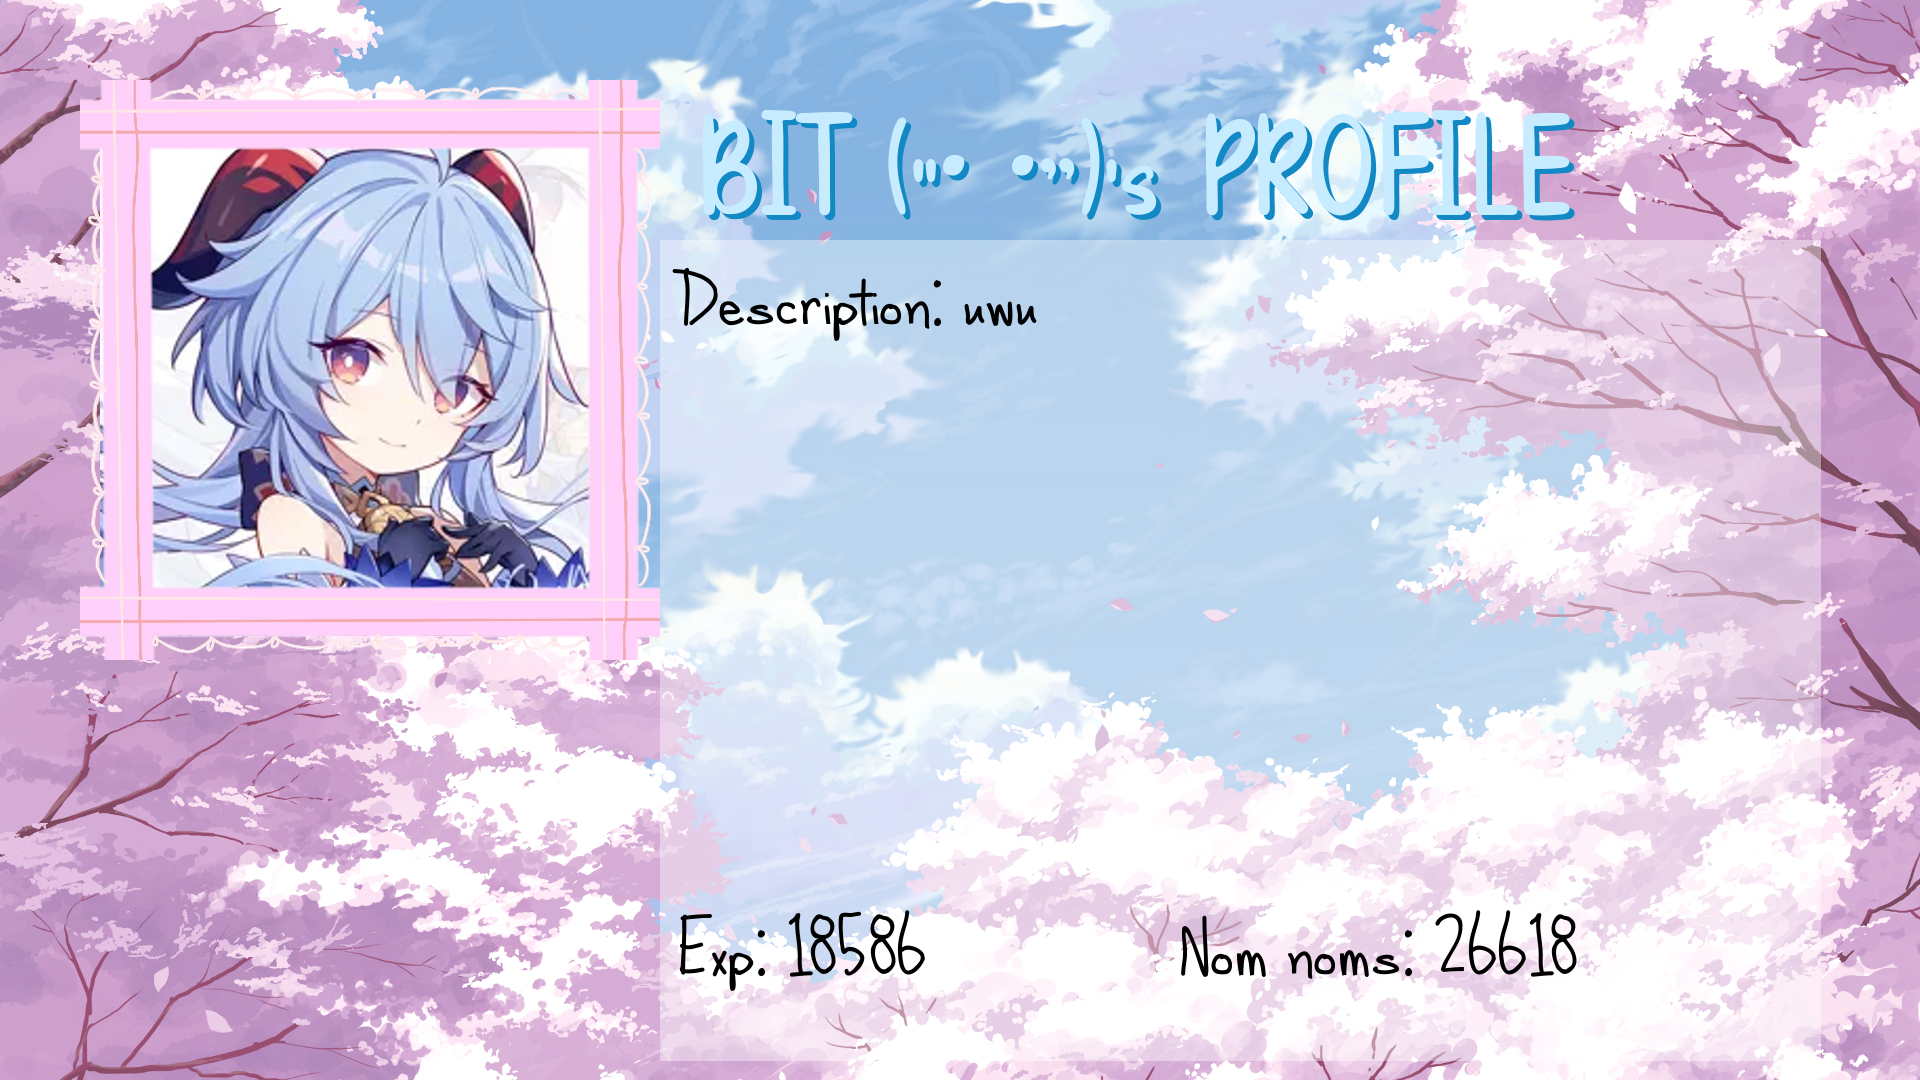 BIT („• •„)'s PROFILE
Description: uwu
Exp: 18586
Nom noms: 26618